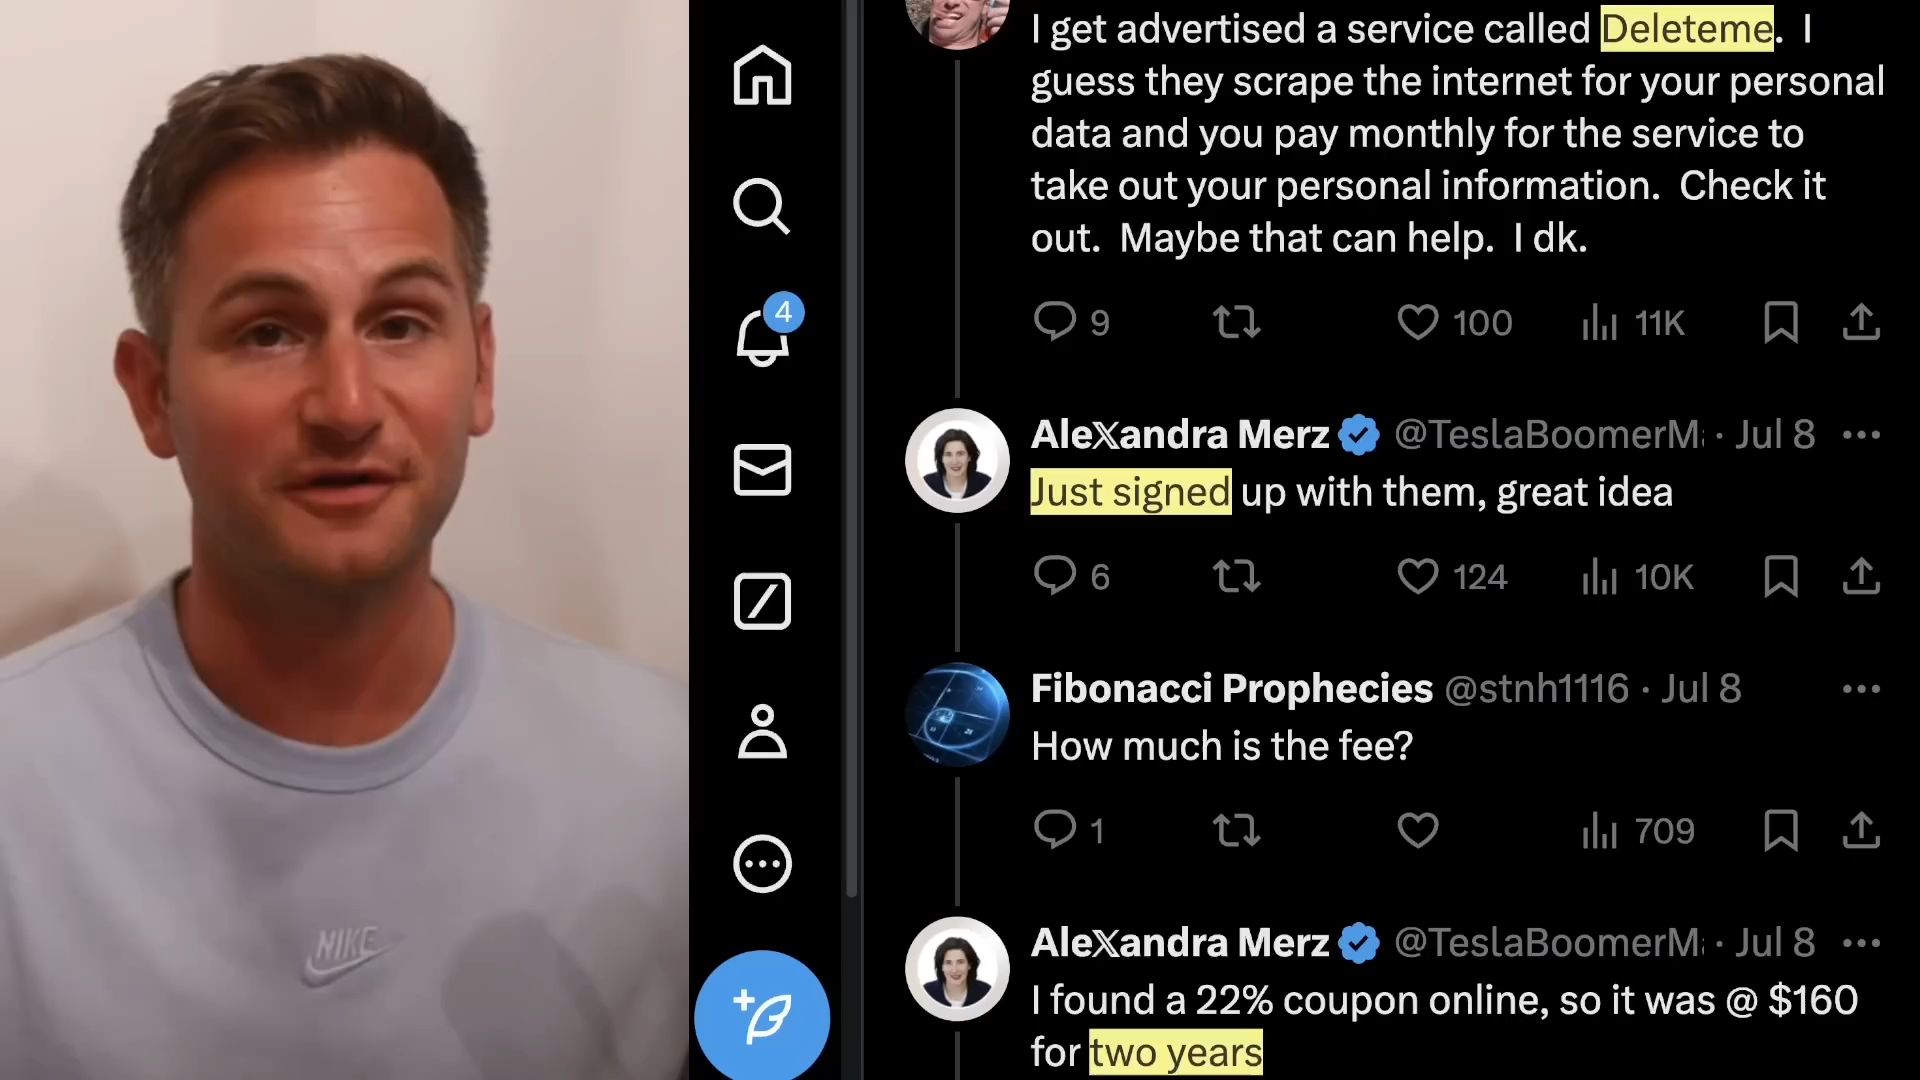 I get advertised a service called Deleteme. I
guess they scrape the internet for your personal
data and you pay monthly for the service to
take out your personal information. Check it
out. Maybe that can help. I dk.
9 100 11K
4
Ale𝕏andra Merz @TeslaBoomerMa · Jul 8
Just signed up with them, great idea
6 124 10K
Fibonacci Prophecies @stnh1116 · Jul 8
How much is the fee?
1 709
Ale𝕏andra Merz @TeslaBoomerMa · Jul 8
I found a 22% coupon online, so it was @ $160
for two years
NIKE